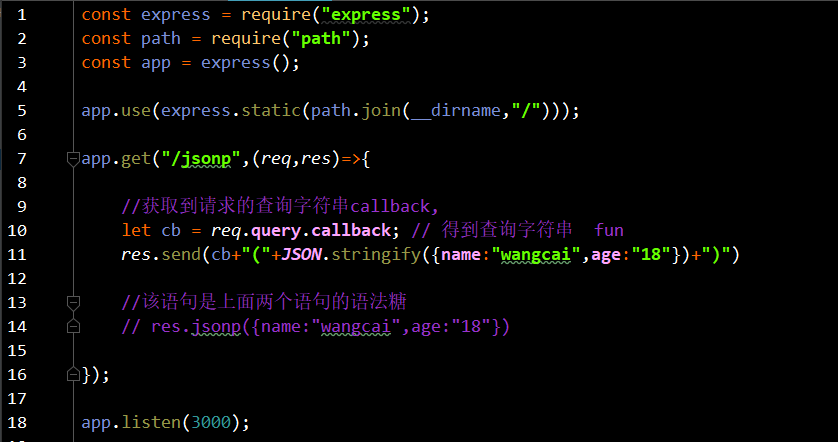 1 const express = require("express");
2 const path = require("path");
3 const app = express();
4
5 app.use(express.static(path.join(__dirname,"/")));
6
7 app.get("/jsonp",(req,res)=>{
8
9 //获取到请求的查询字符串callback,
10 let cb = req.query.callback; // 得到查询字符串  fun
11 res.send(cb+"("+JSON.stringify({name:"wangcai",age:"18"})+")")
12
13 //该语句是上面两个语句的语法糖
14 // res.jsonp({name:"wangcai",age:"18"})
15
16 });
17
18 app.listen(3000);